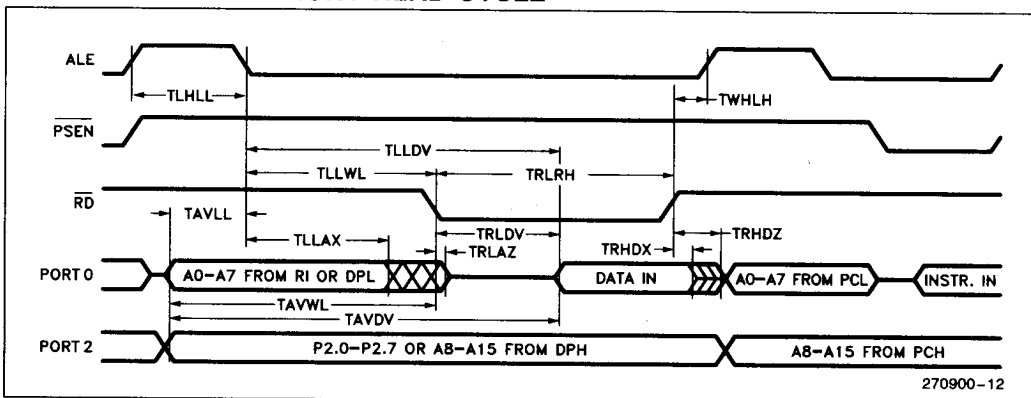 ALE
TLHLL
TWHLH
PSEN
TLLDV
TLLWL
TRLRH
RD
TAVLL
TLLAX
TRLDV
TRLAZ
TRHDX
TRHDZ
PORT 0
A0–A7 FROM RI OR DPL
DATA IN
A0–A7 FROM PCL
INSTR. IN
TAVWL
TAVDV
PORT 2
P2.0–P2.7 OR A8–A15 FROM DPH
A8–A15 FROM PCH
270900–12